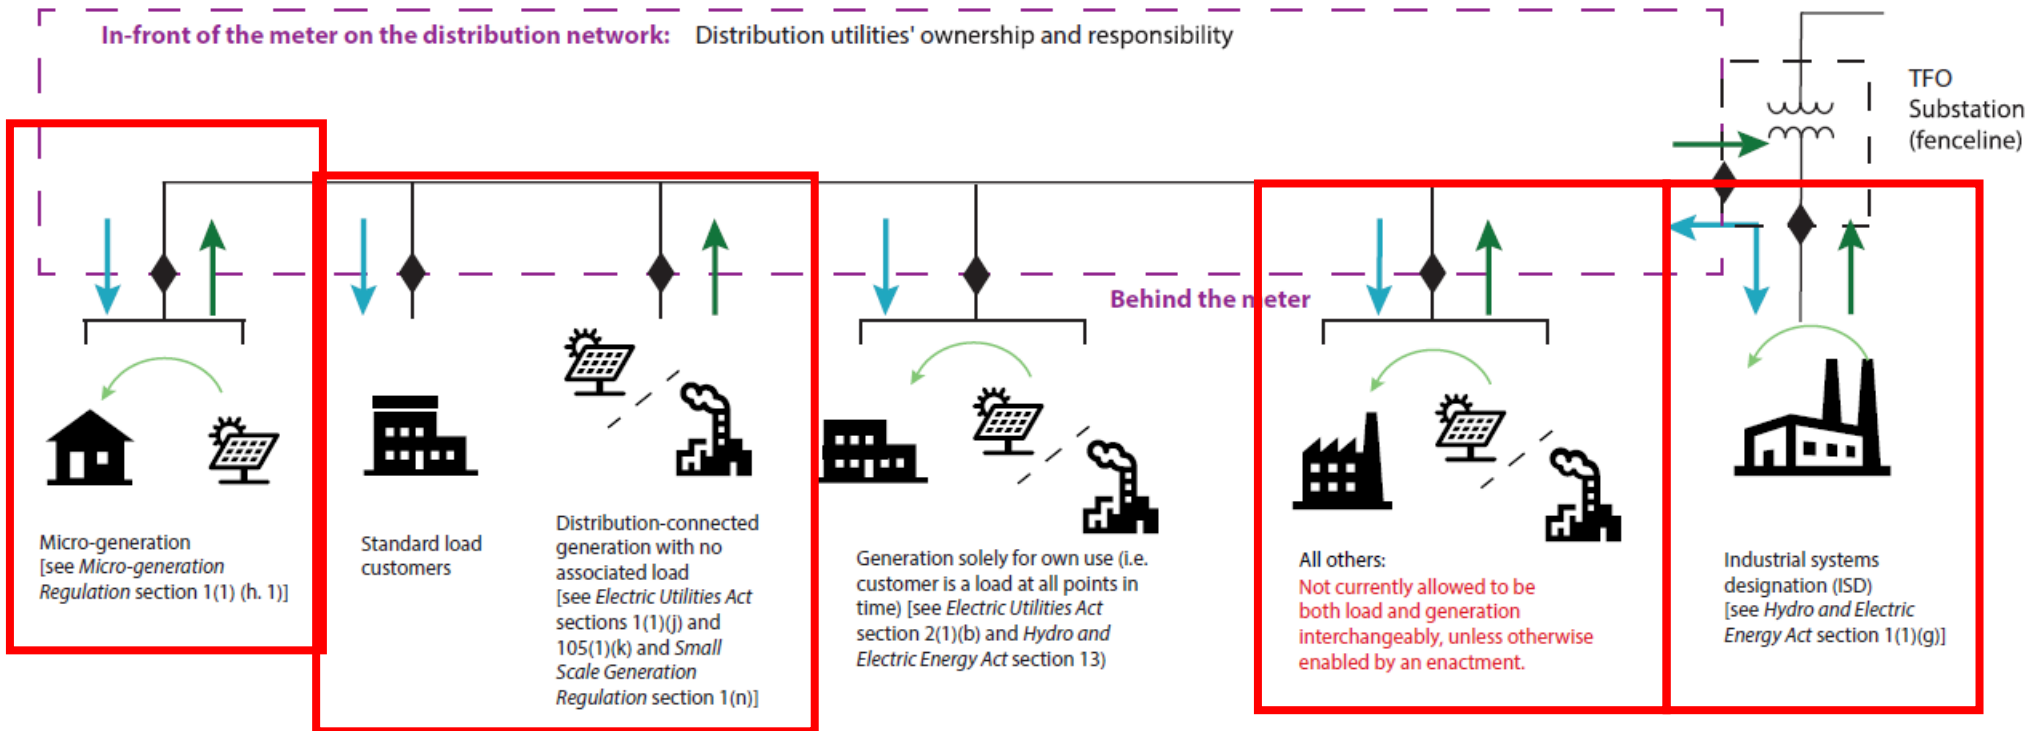 In-front of the meter on the distribution network: Distribution utilities' ownership and responsibility
TFO
Substation
(fenceline)
Behind the meter
Micro-generation
[see Micro-generation
Regulation section 1(1) (h. 1)]
Standard load
customers
Distribution-connected
generation with no
associated load
[see Electric Utilities Act
sections 1(1)(j) and
105(1)(k) and Small
Scale Generation
Regulation section 1(n)]
Generation solely for own use (i.e.
customer is a load at all points in
time) [see Electric Utilities Act
section 2(1)(b) and Hydro and
Electric Energy Act section 13)
All others:
Not currently allowed to be
both load and generation
interchangeably, unless otherwise
enabled by an enactment.
Industrial systems
designation (ISD)
[see Hydro and Electric
Energy Act section 1(1)(g)]